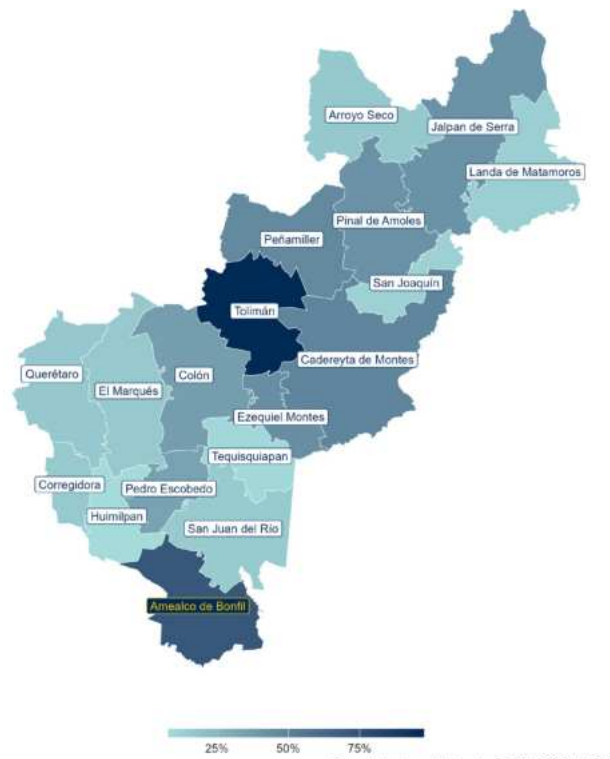 Arroyo Seco
Jalpan de Serra
Landa de Matamoros
Pinal de Amoles
Peñamiller
San Joaquín
Tolimán
Cadereyta de Montes
Querétaro
El Marqués
Colón
Ezequiel Montes
Tequisquiapan
Corregidora
Pedro Escobedo
Huimilpan
San Juan del Río
Amealco de Bonfil
25% 50% 75%